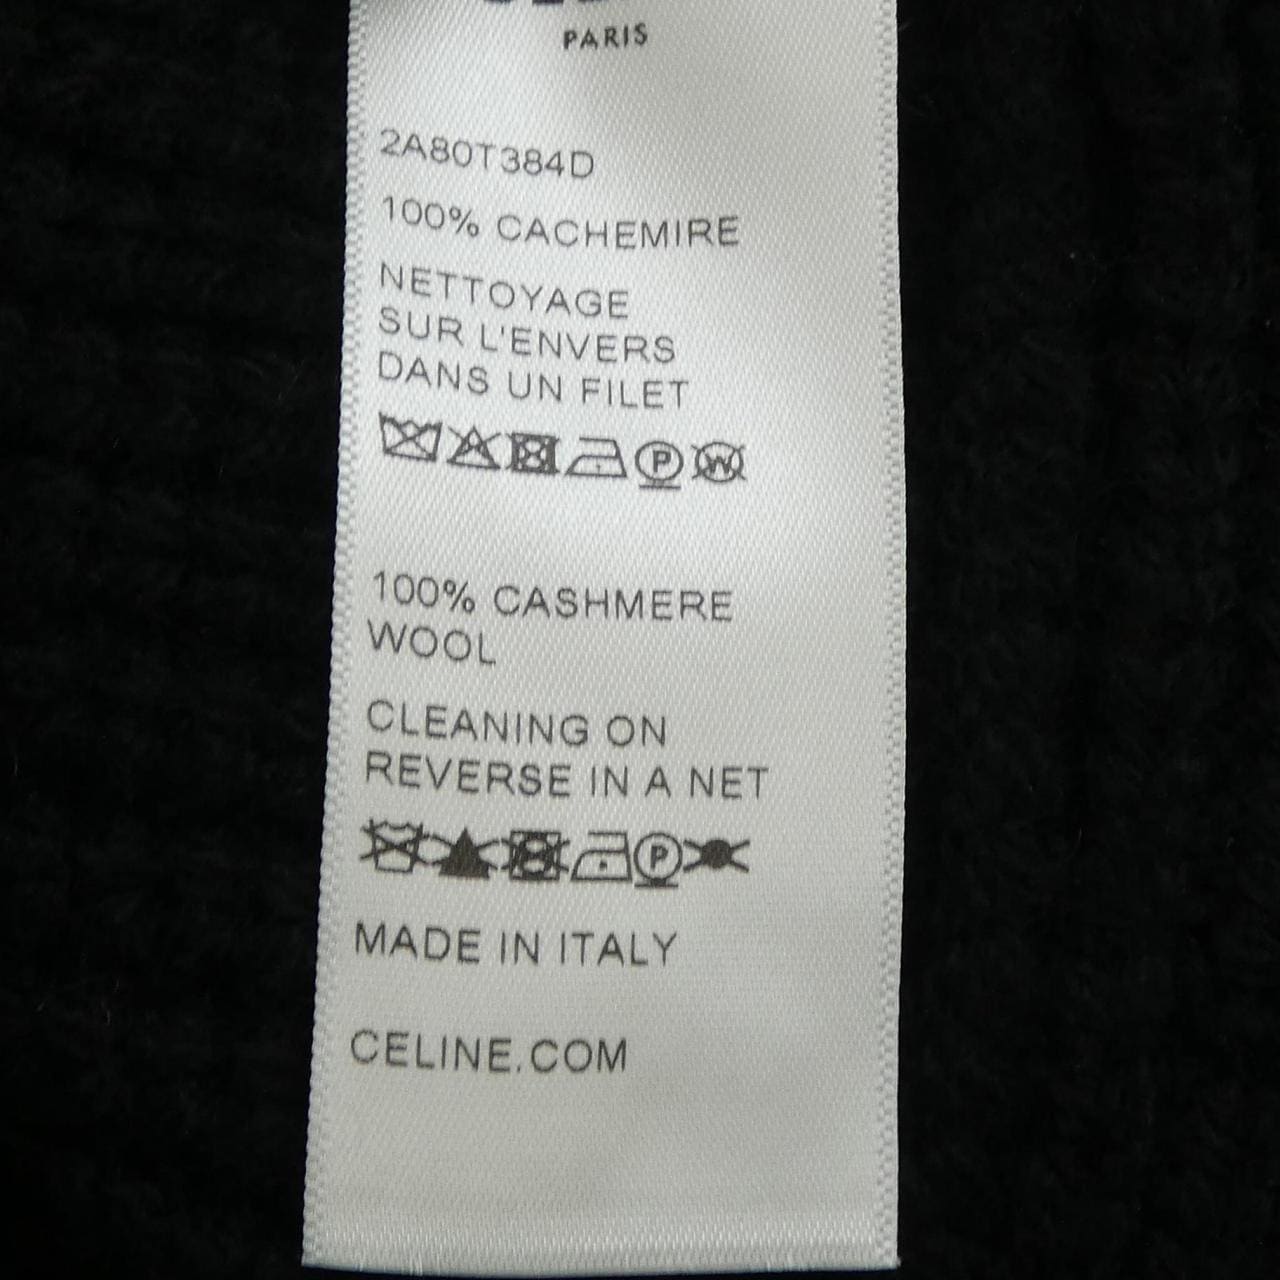 PARIS
2A80T384D
100% CACHEMIRE
NETTOYAGE
SUR L'ENVERS
DANS UN FILET
P W
100% CASHMERE
WOOL
CLEANING ON
REVERSE IN A NET
P
MADE IN ITALY
CELINE.COM